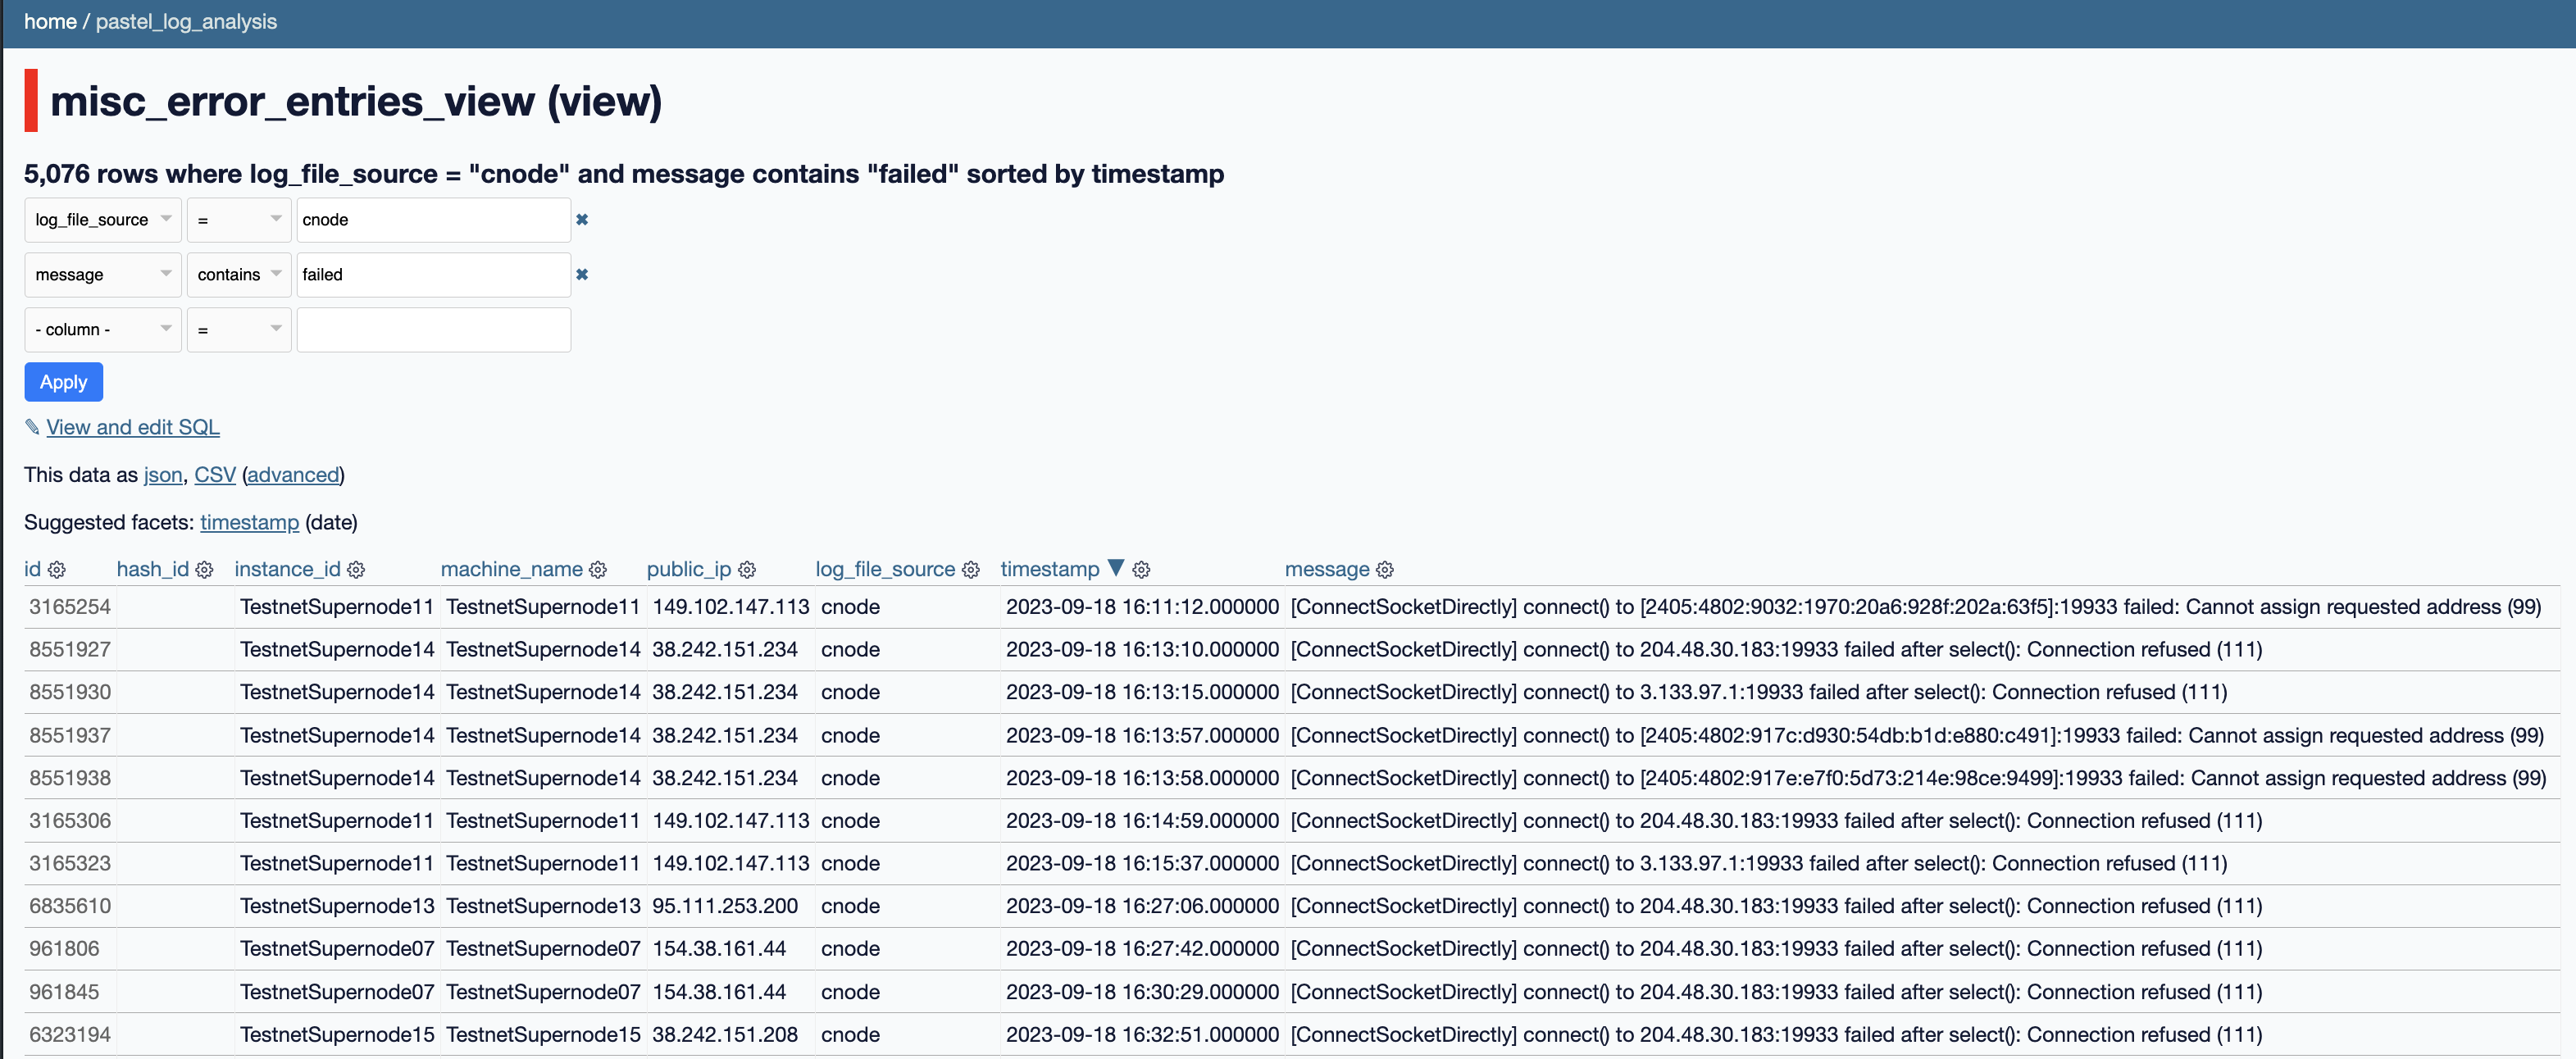 home / pastel_log_analysis
misc_error_entries_view (view)
5,076 rows where log_file_source = "cnode" and message contains "failed" sorted by timestamp
log_file_source = cnode ✖
message contains failed ✖
- column - =
Apply
✎ View and edit SQL
This data as json, CSV (advanced)
Suggested facets: timestamp (date)
id hash_id instance_id machine_name public_ip log_file_source timestamp ▼ message
3165254 TestnetSupernode11 TestnetSupernode11 149.102.147.113 cnode 2023-09-18 16:11:12.000000 [ConnectSocketDirectly] connect() to [2405:4802:9032:1970:20a6:928f:202a:63f5]:19933 failed: Cannot assign requested address (99)
8551927 TestnetSupernode14 TestnetSupernode14 38.242.151.234 cnode 2023-09-18 16:13:10.000000 [ConnectSocketDirectly] connect() to 204.48.30.183:19933 failed after select(): Connection refused (111)
8551930 TestnetSupernode14 TestnetSupernode14 38.242.151.234 cnode 2023-09-18 16:13:15.000000 [ConnectSocketDirectly] connect() to 3.133.97.1:19933 failed after select(): Connection refused (111)
8551937 TestnetSupernode14 TestnetSupernode14 38.242.151.234 cnode 2023-09-18 16:13:57.000000 [ConnectSocketDirectly] connect() to [2405:4802:917c:d930:54db:b1d:e880:c491]:19933 failed: Cannot assign requested address (99)
8551938 TestnetSupernode14 TestnetSupernode14 38.242.151.234 cnode 2023-09-18 16:13:58.000000 [ConnectSocketDirectly] connect() to [2405:4802:917e:e7f0:5d73:214e:98ce:9499]:19933 failed: Cannot assign requested address (99)
3165306 TestnetSupernode11 TestnetSupernode11 149.102.147.113 cnode 2023-09-18 16:14:59.000000 [ConnectSocketDirectly] connect() to 204.48.30.183:19933 failed after select(): Connection refused (111)
3165323 TestnetSupernode11 TestnetSupernode11 149.102.147.113 cnode 2023-09-18 16:15:37.000000 [ConnectSocketDirectly] connect() to 3.133.97.1:19933 failed after select(): Connection refused (111)
6835610 TestnetSupernode13 TestnetSupernode13 95.111.253.200 cnode 2023-09-18 16:27:06.000000 [ConnectSocketDirectly] connect() to 204.48.30.183:19933 failed after select(): Connection refused (111)
961806 TestnetSupernode07 TestnetSupernode07 154.38.161.44 cnode 2023-09-18 16:27:42.000000 [ConnectSocketDirectly] connect() to 204.48.30.183:19933 failed after select(): Connection refused (111)
961845 TestnetSupernode07 TestnetSupernode07 154.38.161.44 cnode 2023-09-18 16:30:29.000000 [ConnectSocketDirectly] connect() to 204.48.30.183:19933 failed after select(): Connection refused (111)
6323194 TestnetSupernode15 TestnetSupernode15 38.242.151.208 cnode 2023-09-18 16:32:51.000000 [ConnectSocketDirectly] connect() to 204.48.30.183:19933 failed after select(): Connection refused (111)